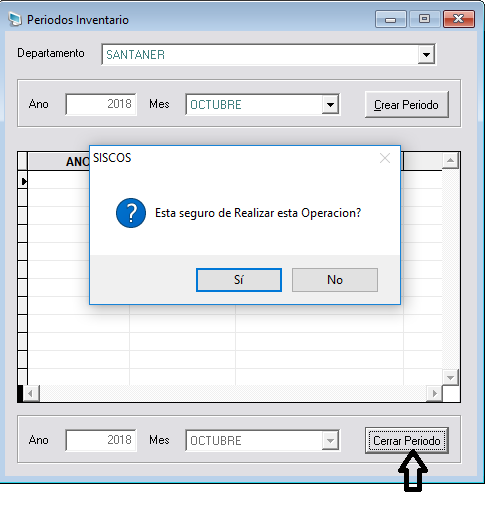 Periodos Inventario
Departamento SANTANER
Ano 2018 Mes OCTUBRE Crear Periodo
ANO
SISCOS
? Esta seguro de Realizar esta Operacion?
Sí No
Ano 2018 Mes OCTUBRE Cerrar Periodo